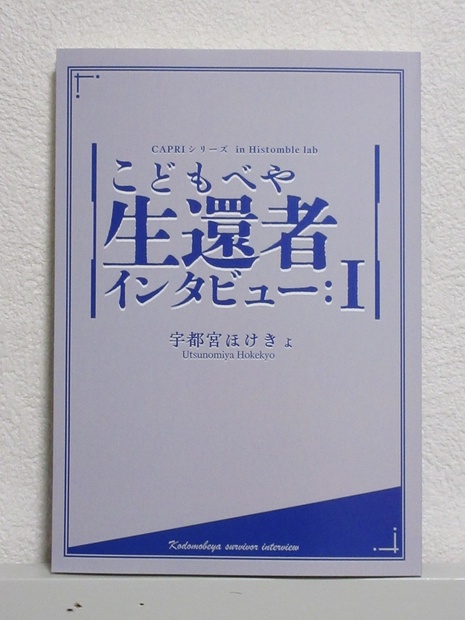 CAPRIシリーズ in Histomble lab
こどもべや
生還者
インタビュー:I
宇都宮ほけきょ
Utsunomiya Hokekyo
Kodomobeya survivor interview